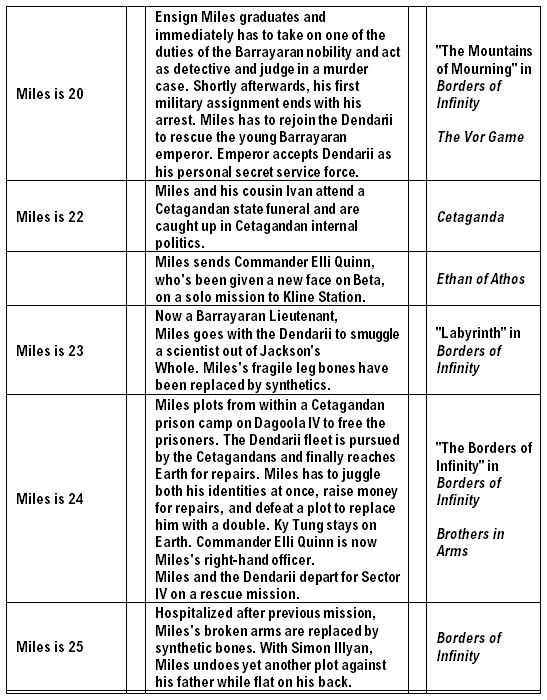 Miles is 20
Ensign Miles graduates and
immediately has to take on one of the
duties of the Barrayaran nobility and act
as detective and judge in a murder
case. Shortly afterwards, his first
military assignment ends with his
arrest. Miles has to rejoin the Dendarii
to rescue the young Barrayaran
emperor. Emperor accepts Dendarii as
his personal secret service force.
"The Mountains
of Mourning" in
Borders of
Infinity
The Vor Game
Miles is 22
Miles and his cousin Ivan attend a
Cetagandan state funeral and are
caught up in Cetagandan internal
politics.
Cetaganda
Miles sends Commander Elli Quinn,
who's been given a new face on Beta,
on a solo mission to Kline Station.
Ethan of Athos
Miles is 23
Now a Barrayaran Lieutenant,
Miles goes with the Dendarii to smuggle
a scientist out of Jackson's
Whole. Miles's fragile leg bones have
been replaced by synthetics.
"Labyrinth" in
Borders of
Infinity
Miles is 24
Miles plots from within a Cetagandan
prison camp on Dagoola IV to free the
prisoners. The Dendarii fleet is pursued
by the Cetagandans and finally reaches
Earth for repairs. Miles has to juggle
both his identities at once, raise money
for repairs, and defeat a plot to replace
him with a double. Ky Tung stays on
Earth. Commander Elli Quinn is now
Miles's right-hand officer.
Miles and the Dendarii depart for Sector
IV on a rescue mission.
"The Borders of
Infinity" in
Borders of
Infinity
Brothers in
Arms
Miles is 25
Hospitalized after previous mission,
Miles's broken arms are replaced by
synthetic bones. With Simon Illyan,
Miles undoes yet another plot against
his father while flat on his back.
Borders of
Infinity